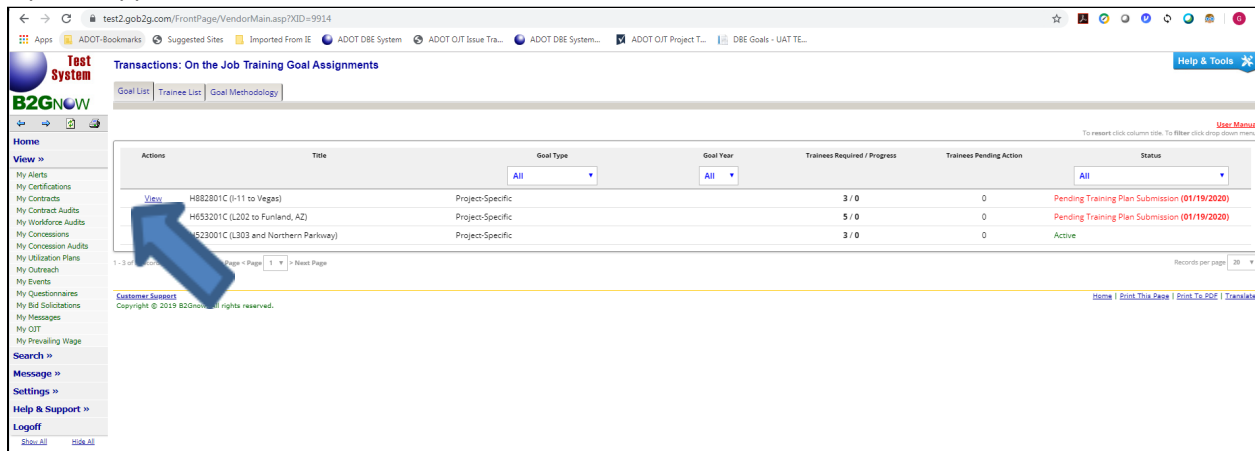 test2.gob2g.com/FrontPage/VendorMain.asp?XID=9914
G
Apps ADOT-Bookmarks Suggested Sites Imported From IE ADOT DBE System ADOT OJT Issue Tra... ADOT DBE System... ADOT OJT Project T... DBE Goals - UAT TE...
Test
System
B2GNOW
Transactions: On the Job Training Goal Assignments
Help & Tools
Goal List Trainee List Goal Methodology
User Manua
To resort click column title. To filter click drop down menu
Home
View »
My Alerts
My Certifications
My Contracts
My Contract Audits
My Workforce Audits
My Concessions
My Concession Audits
My Utilization Plans
My Outreach
My Events
My Questionnaires
My Bid Solicitations
My Messages
My OJT
My Prevailing Wage
Search »
Message »
Settings »
Help & Support »
Logoff
Show All Hide All
Actions Title Goal Type Goal Year Trainees Required / Progress Trainees Pending Action Status
All All All
View H882801C (I-11 to Vegas) Project-Specific 3 / 0 0 Pending Training Plan Submission (01/19/2020)
H653201C (L202 to Funland, AZ) Project-Specific 5 / 0 0 Pending Training Plan Submission (01/19/2020)
H523001C (L303 and Northern Parkway) Project-Specific 3 / 0 0 Active
1 - 3 of Page < Page 1 > Next Page Records per page 20
Customer Support Home | Print This Page | Print To PDF | Translate
Copyright © 2019 B2Gnow. All rights reserved.